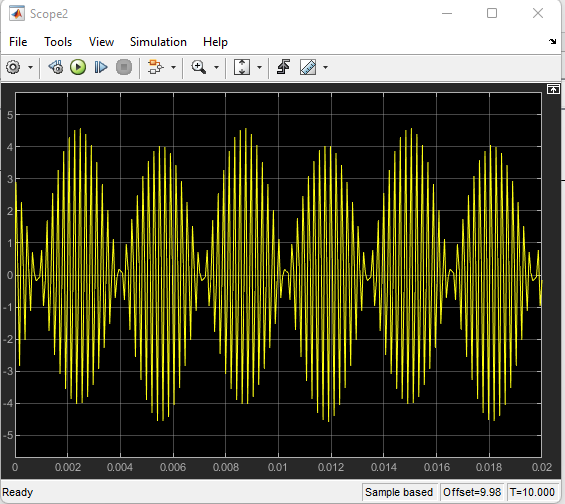 Scope2
File Tools View Simulation Help
5
4
3
2
1
0
-1
-2
-3
-4
-5
0 0.002 0.004 0.006 0.008 0.01 0.012 0.014 0.016 0.018 0.02
Ready Sample based Offset=9.98 T=10.000